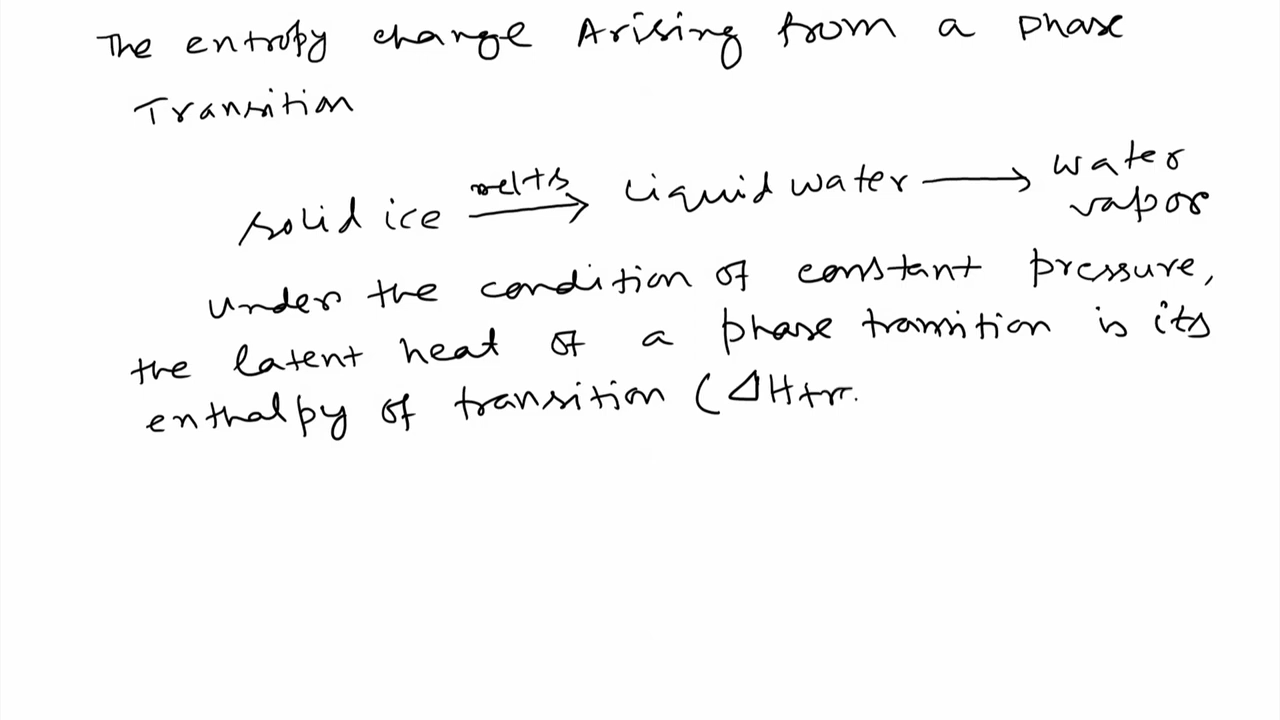 The entropy change Arising from a phase
Transition
solid ice melts → Liquid water → water
vapor
under the condition of constant pressure,
the latent heat of a phase transition is its
enthalpy of transition (ΔHtr.